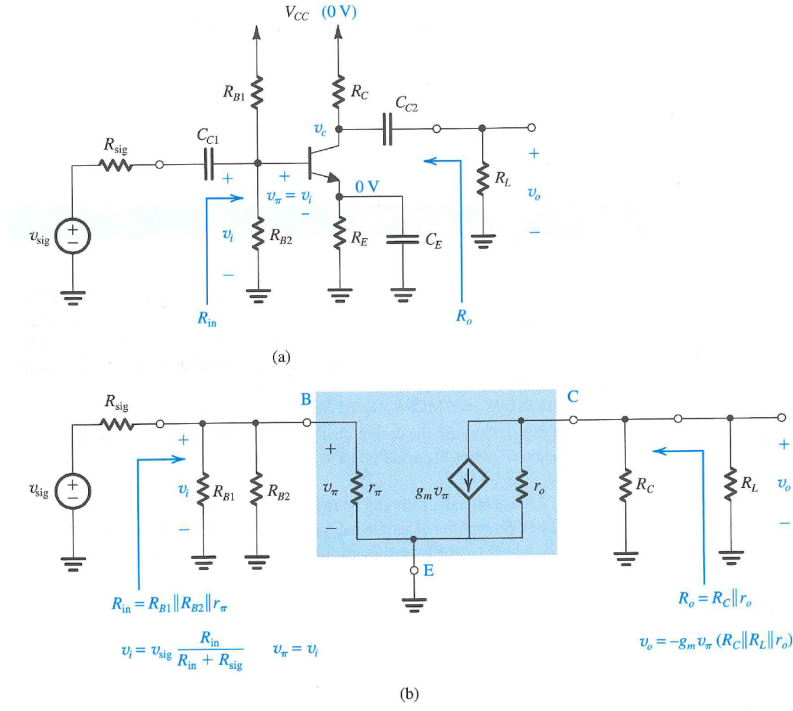 V_CC (0 V)
R_B1
R_C
C_C2
v_c
R_sig
C_C1
+
+
0 V
+
v_π = v_i
R_L
v_o
−
v_sig
+
−
v_i
R_B2
R_E
C_E
−
−
R_in
R_o
(a)
R_sig
B
C
+
+
+
v_sig
+
−
v_i
R_B1
R_B2
v_π
r_π
g_m v_π
r_o
R_C
R_L
v_o
−
−
−
E
R_in = R_B1 || R_B2 || r_π
R_o = R_C || r_o
v_i = v_sig R_in / (R_in + R_sig)
v_π = v_i
v_o = −g_m v_π (R_C || R_L || r_o)
(b)